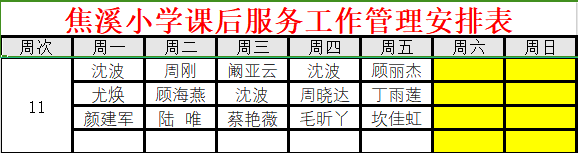 焦溪小学课后服务工作管理安排表
周次 周一 周二 周三 周四 周五 周六 周日
沈波 周刚 阚亚云 沈波 顾丽杰
11 尤焕 顾海燕 沈波 周晓达 丁雨莲
颜建军 陆 唯 蔡艳薇 毛昕丫 坎佳虹